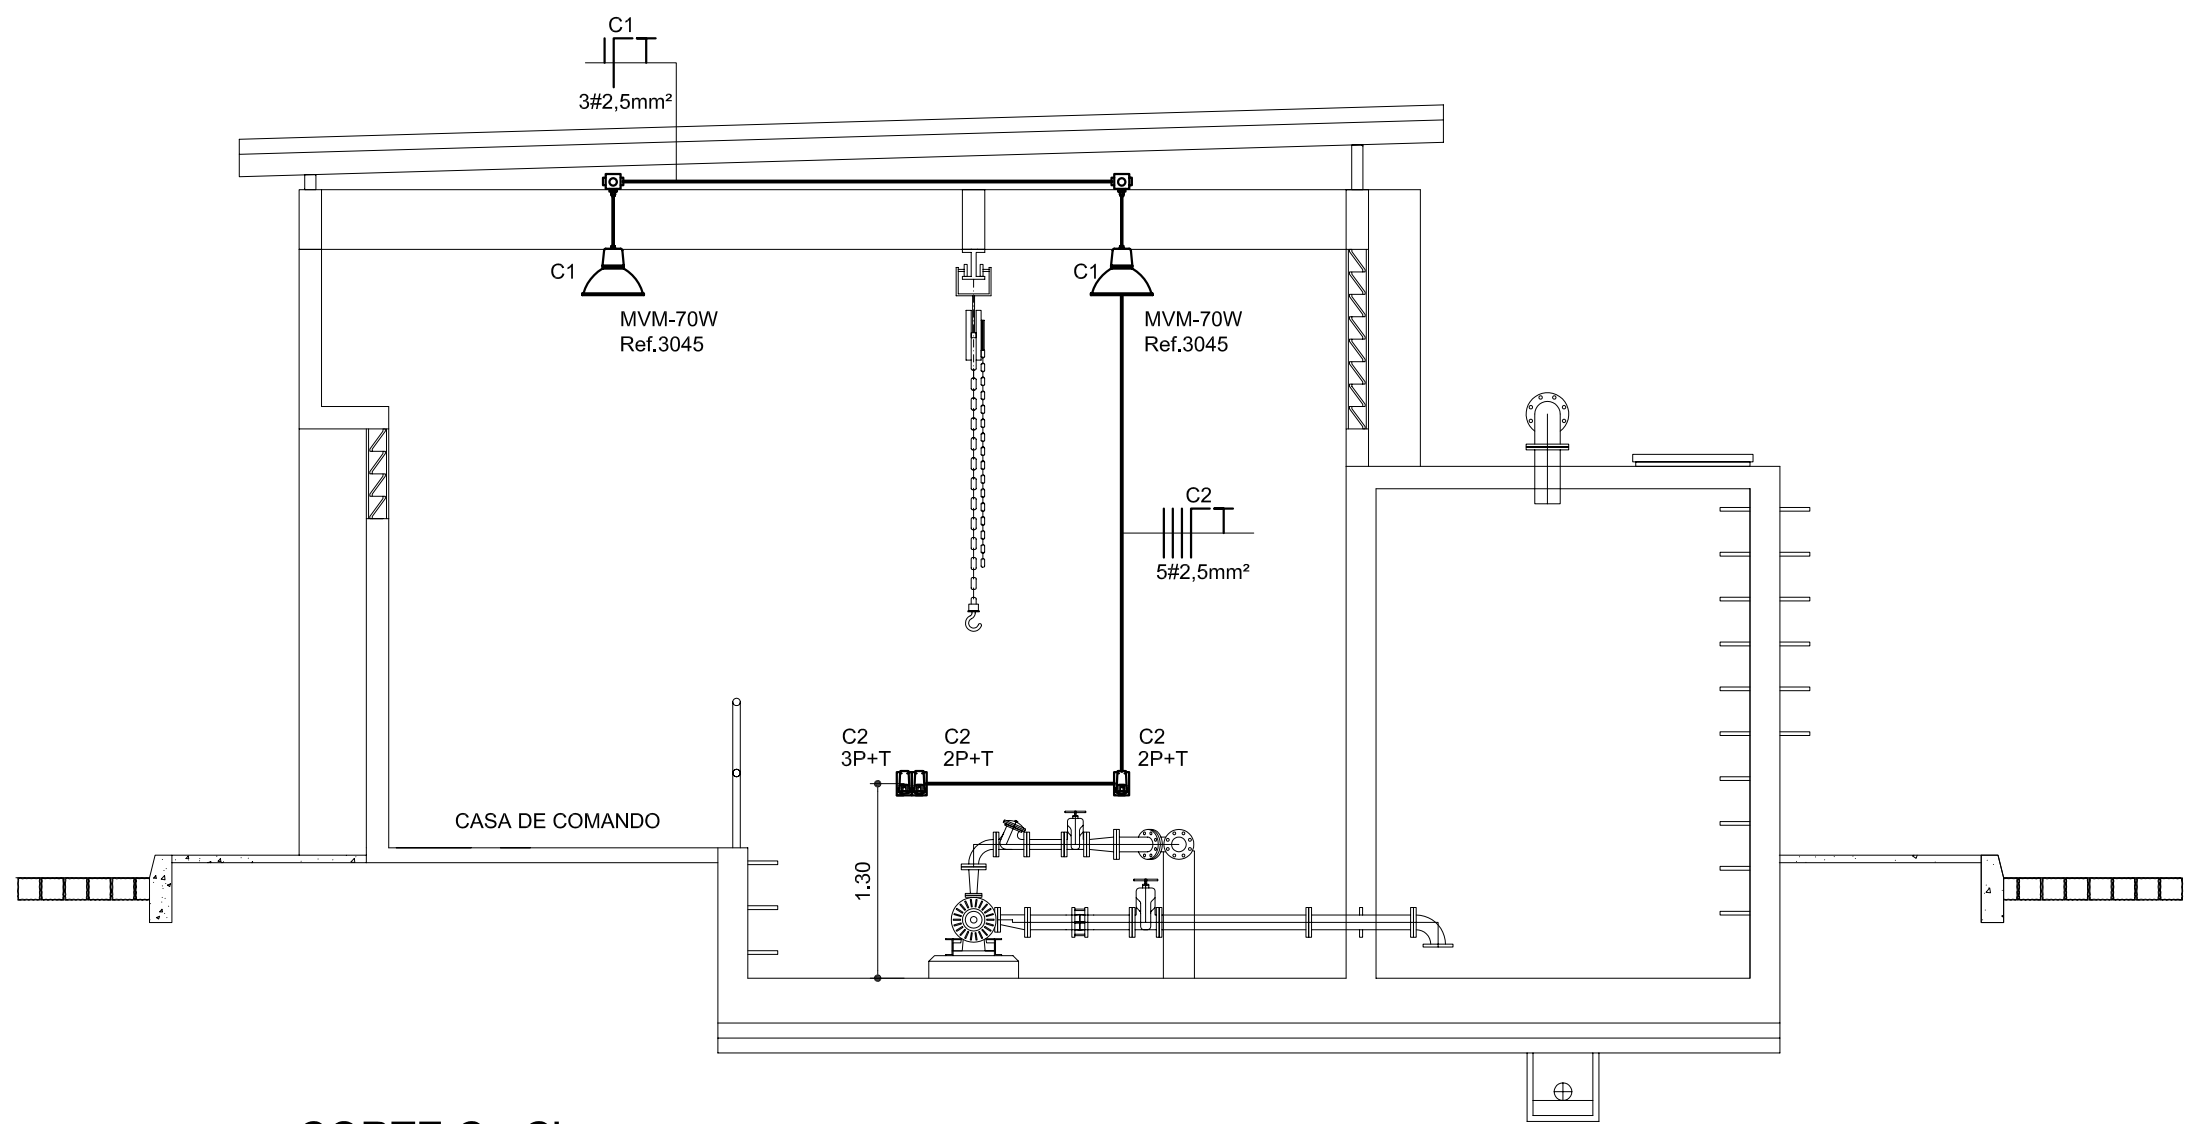 C1
3#2,5mm²
C1
C1
MVM-70W
Ref.3045
MVM-70W
Ref.3045
C2
5#2,5mm²
C2
3P+T
C2
2P+T
C2
2P+T
CASA DE COMANDO
1.30